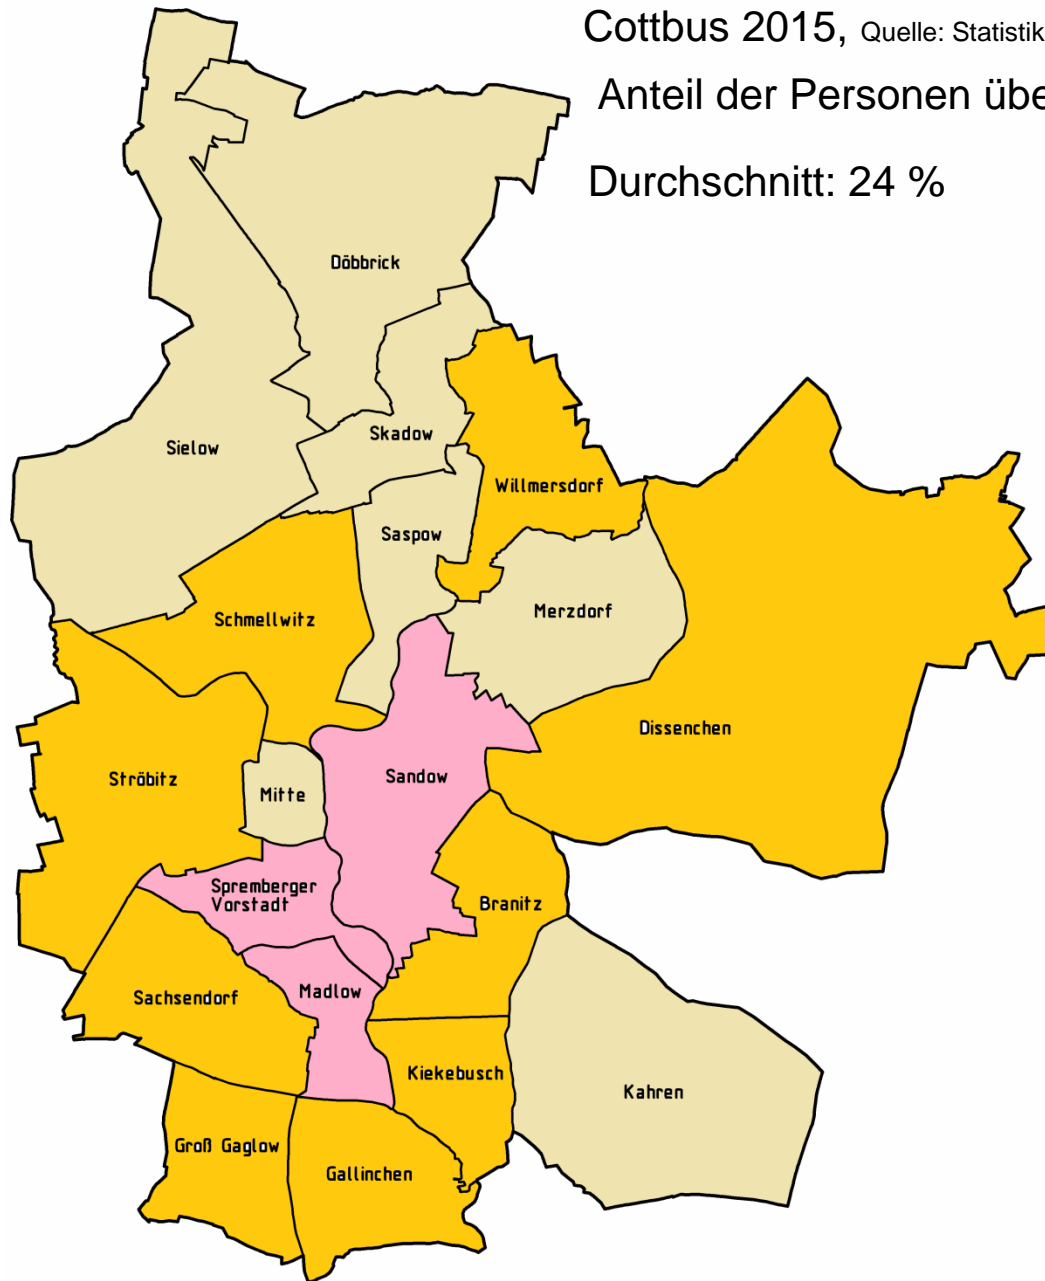 Cottbus 2015, Quelle: Statistik
Anteil der Personen übe
Durchschnitt: 24 %
Döbbrick
Skadow
Sielow
Willmersdorf
Saspow
Merzdorf
Schmellwitz
Dissenchen
Sandow
Ströbitz
Mitte
Spremberger
Vorstadt
Branitz
Madlow
Sachsendorf
Kiekebusch
Kahren
Groß Gaglow
Gallinchen